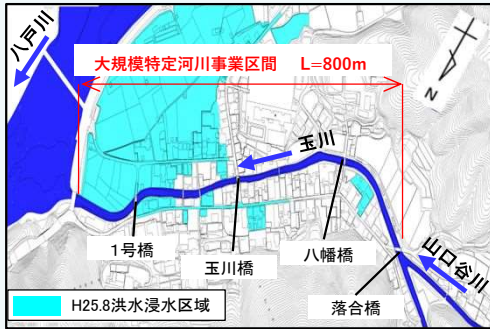 八戸川
大規模特定河川事業区間 L=800m
N
玉川
1号橋
玉川橋
八幡橋
山口谷川
落合橋
H25.8洪水浸水区域